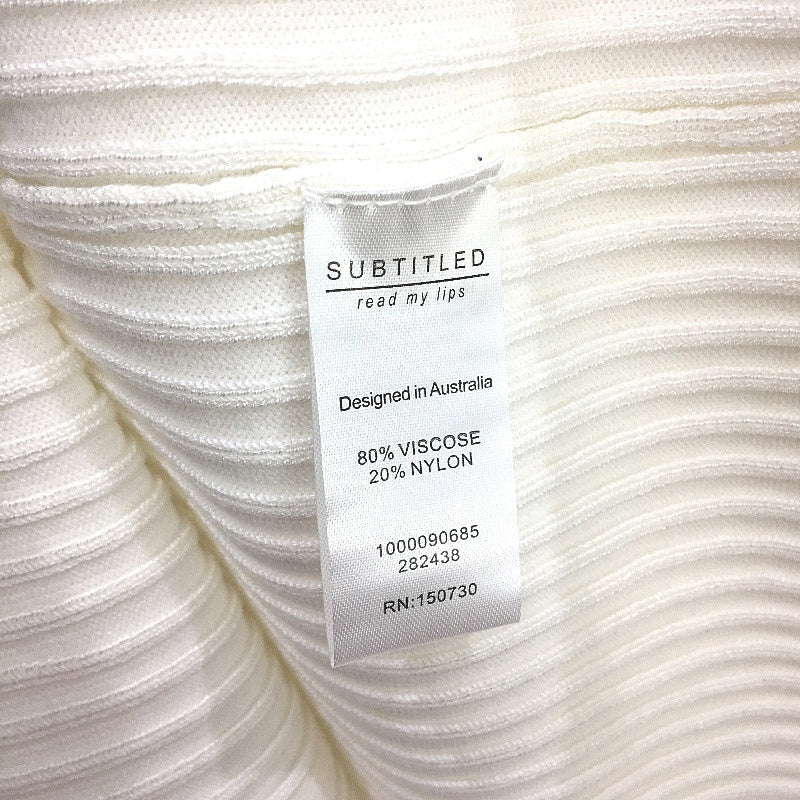 SUBTITLED
read my lips
Designed in Australia
80% VISCOSE
20% NYLON
1000090685
282438
RN:150730